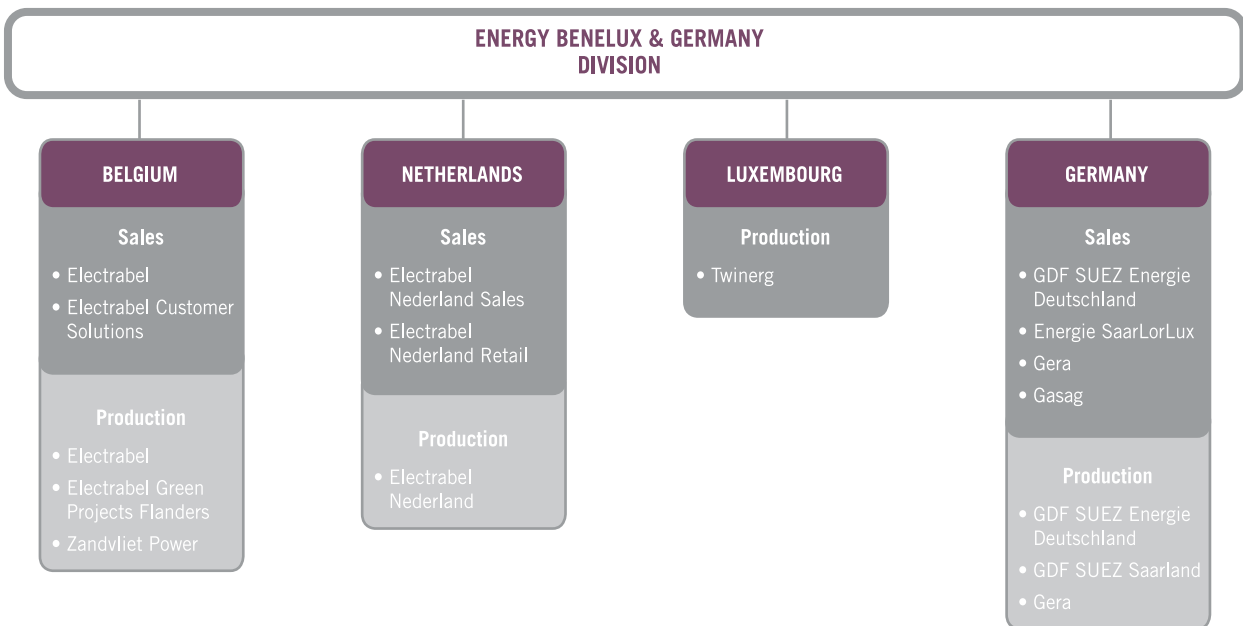 ENERGY BENELUX & GERMANY
DIVISION
BELGIUM
Sales
• Electrabel
• Electrabel Customer
Solutions
Production
• Electrabel
• Electrabel Green
Projects Flanders
• Zandvliet Power
NETHERLANDS
Sales
• Electrabel
Nederland Sales
• Electrabel
Nederland Retail
Production
• Electrabel
Nederland
LUXEMBOURG
Production
• Twinerg
GERMANY
Sales
• GDF SUEZ Energie
Deutschland
• Energie SaarLorLux
• Gera
• Gasag
Production
• GDF SUEZ Energie
Deutschland
• GDF SUEZ Saarland
• Gera